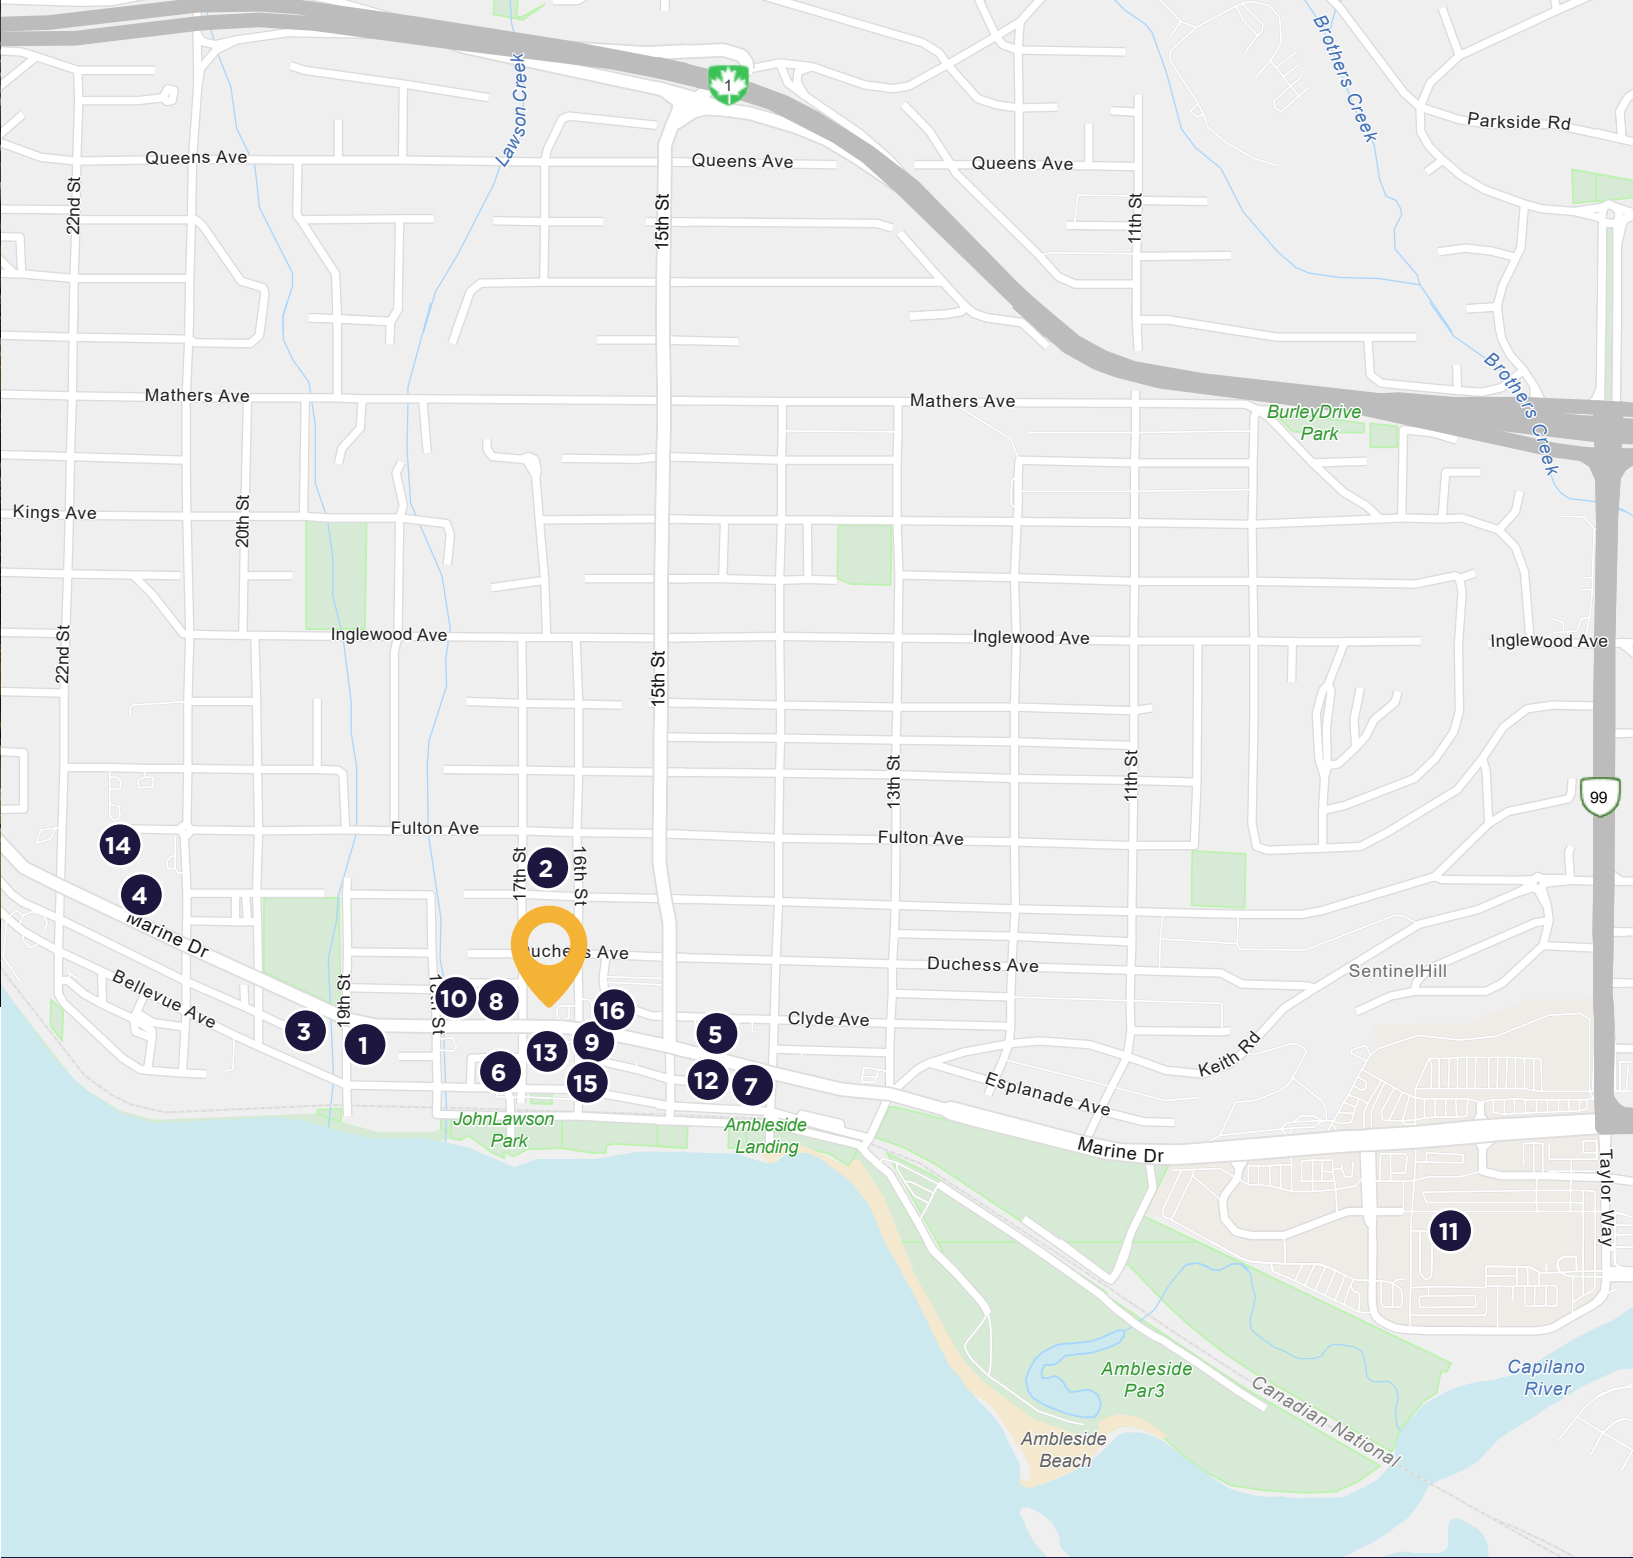 Lawson Creek
1
Brothers Creek
Parkside Rd
Queens Ave
Queens Ave
Queens Ave
22nd St
15th St
11th St
Brothers Creek
Mathers Ave
Mathers Ave
BurleyDrive
Park
Kings Ave
20th St
22nd St
Inglewood Ave
Inglewood Ave
Inglewood Ave
15th St
13th St
11th St
99
Fulton Ave
Fulton Ave
14
17th St
2
16th St
4
Marine Dr
Duchess Ave
Duchess Ave
SentinelHill
Bellevue Ave
19th St
St
10
8
16
Clyde Ave
3
1
13
9
5
Keith Rd
6
15
12
7
Esplanade Ave
JohnLawson
Park
Ambleside
Landing
Marine Dr
Taylor Way
11
Ambleside
Par3
Capilano
River
Canadian National
Ambleside
Beach